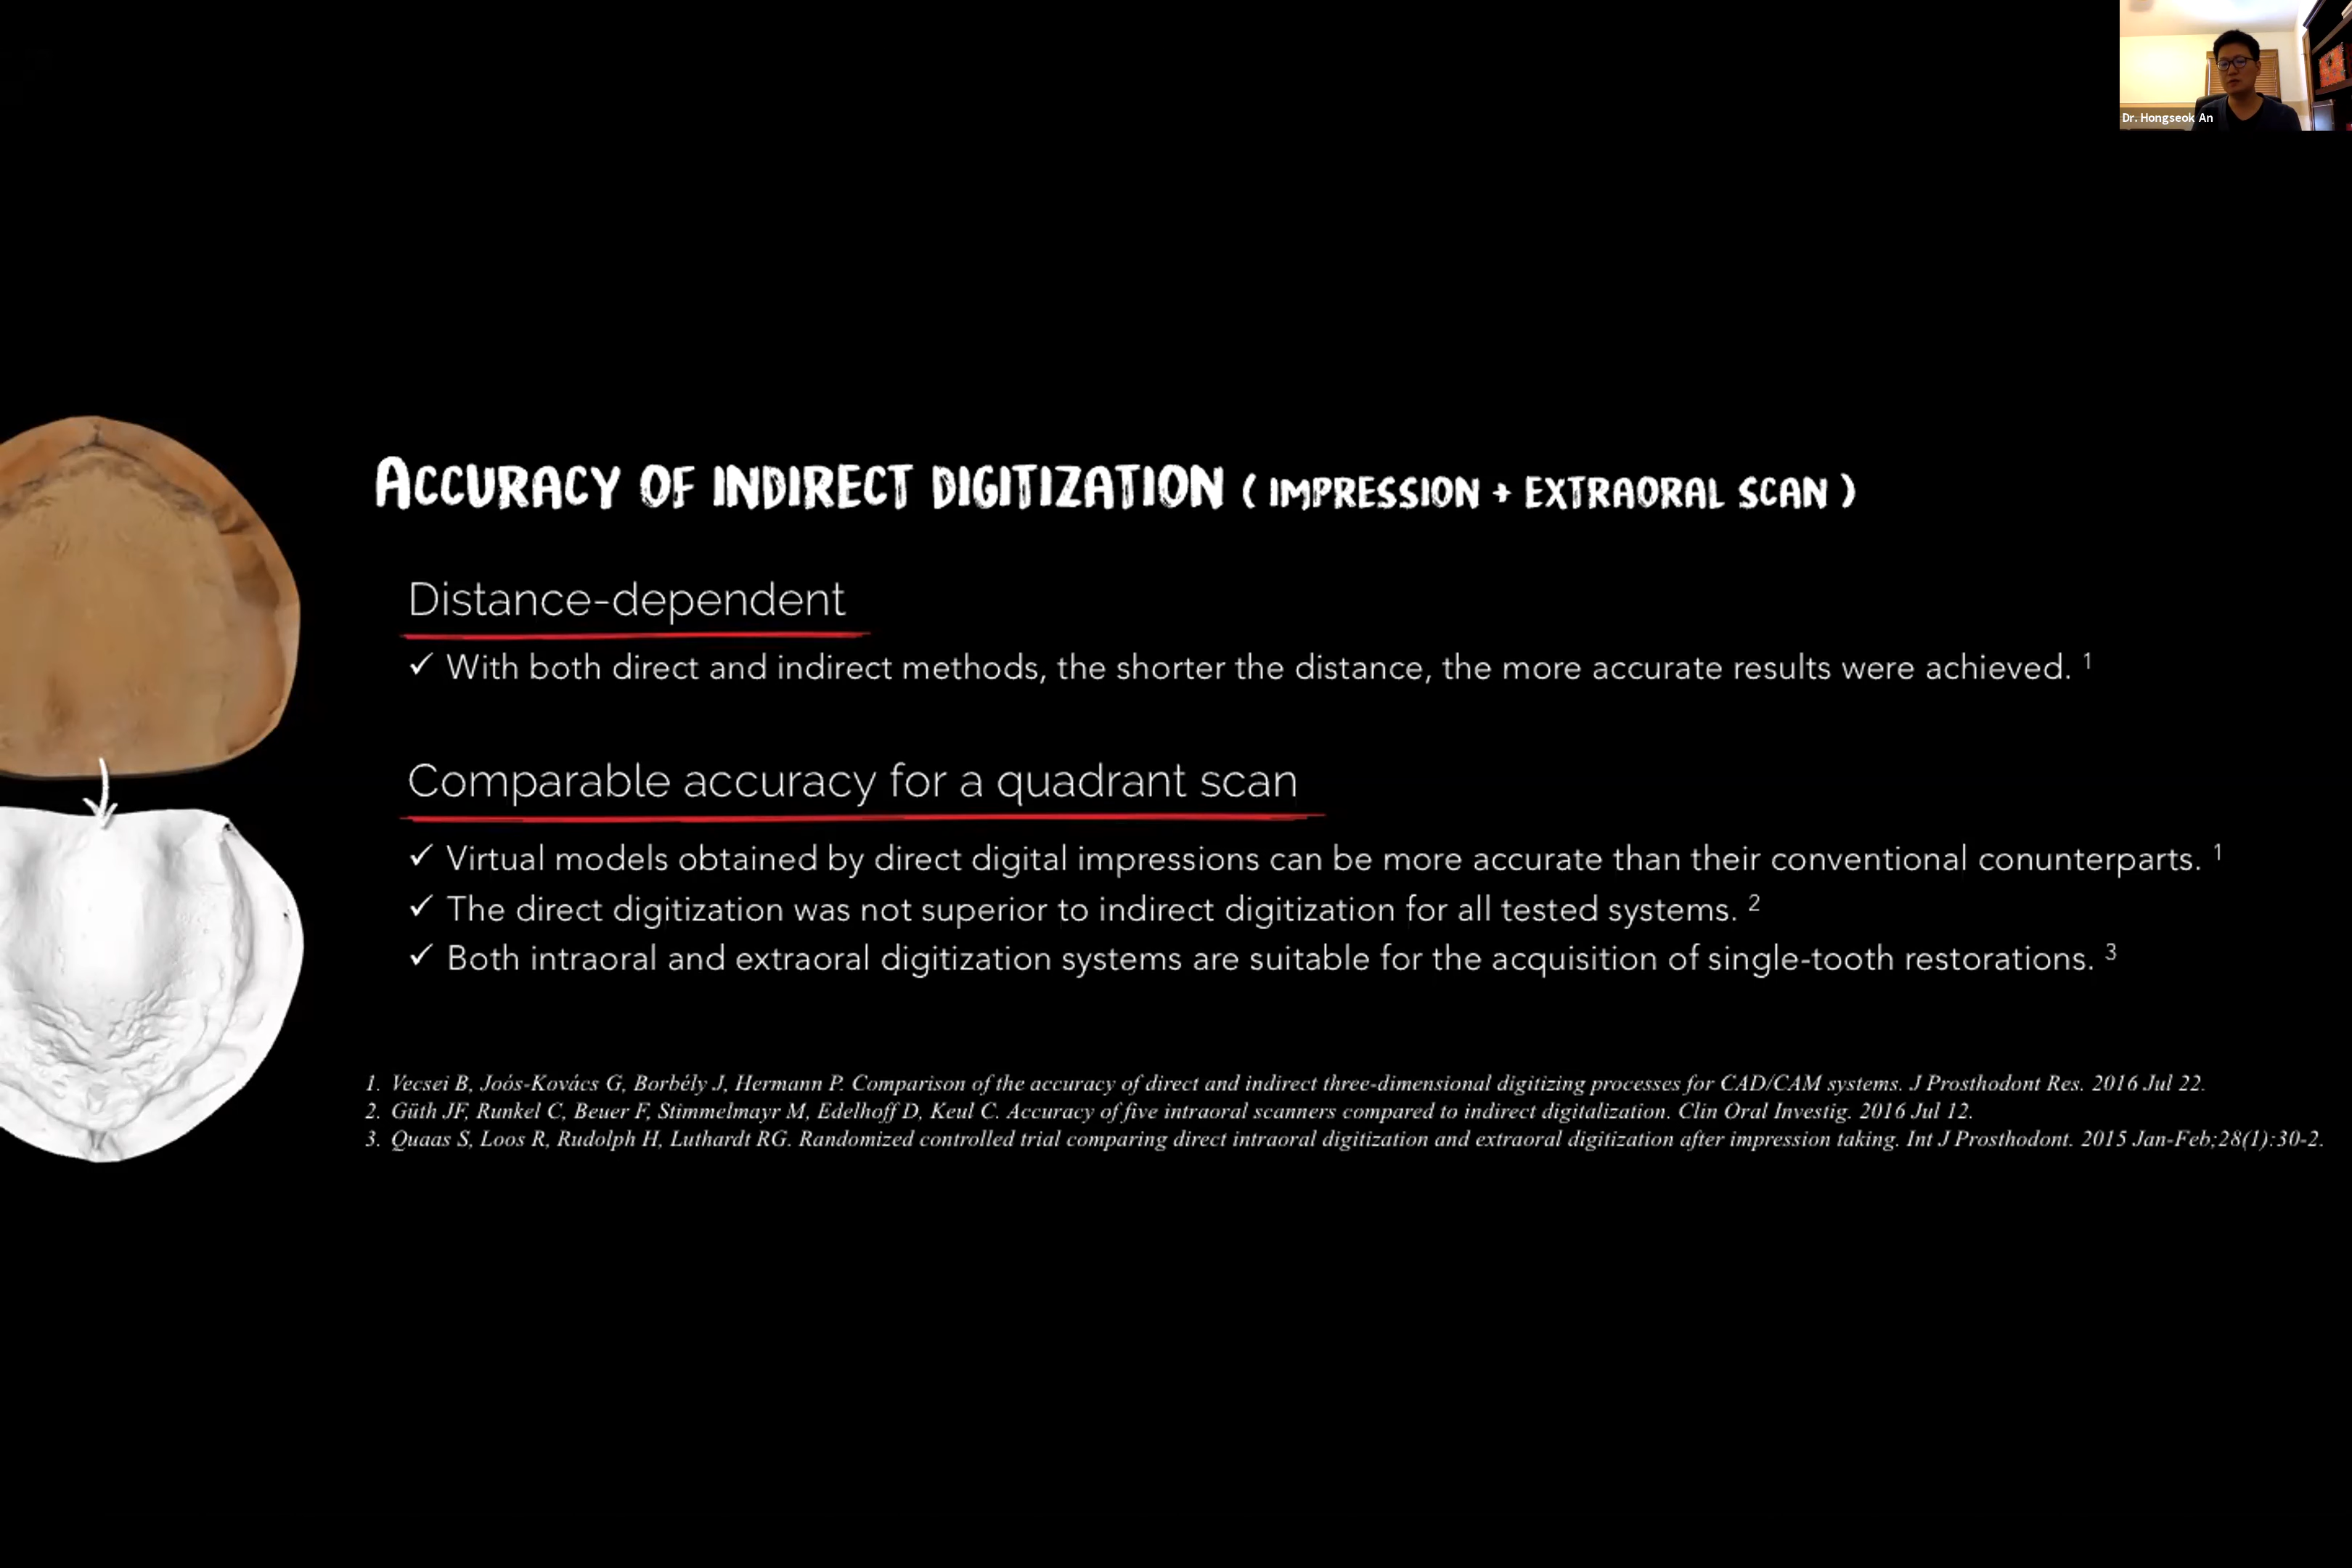 Dr. Hongseok An
ACCURACY OF INDIRECT DIGITIZATION ( IMPRESSION + EXTRAORAL SCAN )
Distance-dependent
✓ With both direct and indirect methods, the shorter the distance, the more accurate results were achieved. 1
Comparable accuracy for a quadrant scan
✓ Virtual models obtained by direct digital impressions can be more accurate than their conventional conunterparts. 1
✓ The direct digitization was not superior to indirect digitization for all tested systems. 2
✓ Both intraoral and extraoral digitization systems are suitable for the acquisition of single-tooth restorations. 3
1. Vecsei B, Joós-Kovács G, Borbély J, Hermann P. Comparison of the accuracy of direct and indirect three-dimensional digitizing processes for CAD/CAM systems. J Prosthodont Res. 2016 Jul 22.
2. Güth JF, Runkel C, Beuer F, Stimmelmayr M, Edelhoff D, Keul C. Accuracy of five intraoral scanners compared to indirect digitalization. Clin Oral Investig. 2016 Jul 12.
3. Quaas S, Loos R, Rudolph H, Luthardt RG. Randomized controlled trial comparing direct intraoral digitization and extraoral digitization after impression taking. Int J Prosthodont. 2015 Jan-Feb;28(1):30-2.